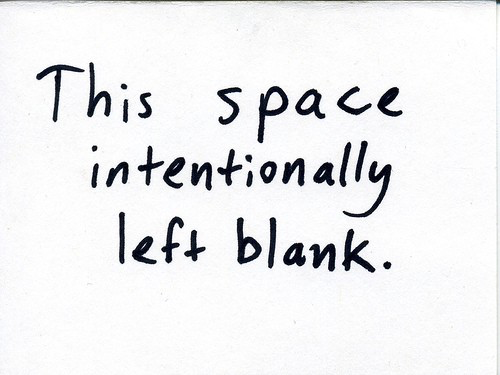 This space
intentionally
left blank.